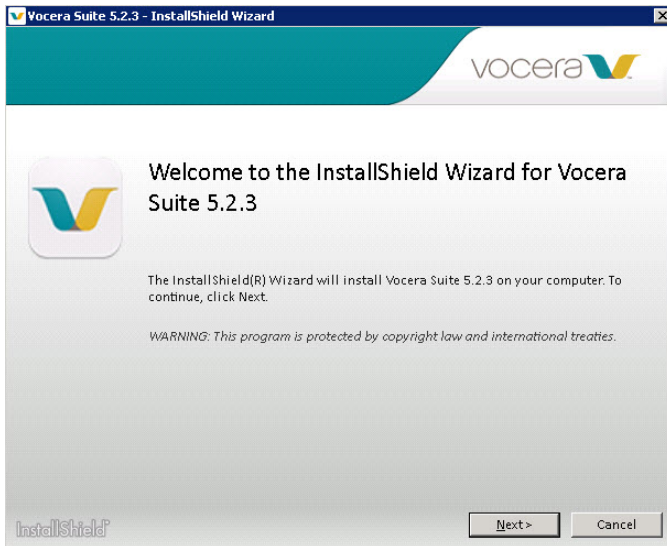 Vocera Suite 5.2.3 - InstallShield Wizard
vocera
Welcome to the InstallShield Wizard for Vocera
Suite 5.2.3
The InstallShield(R) Wizard will install Vocera Suite 5.2.3 on your computer. To
continue, click Next.
WARNING: This program is protected by copyright law and international treaties.
InstallShield®
Next >
Cancel